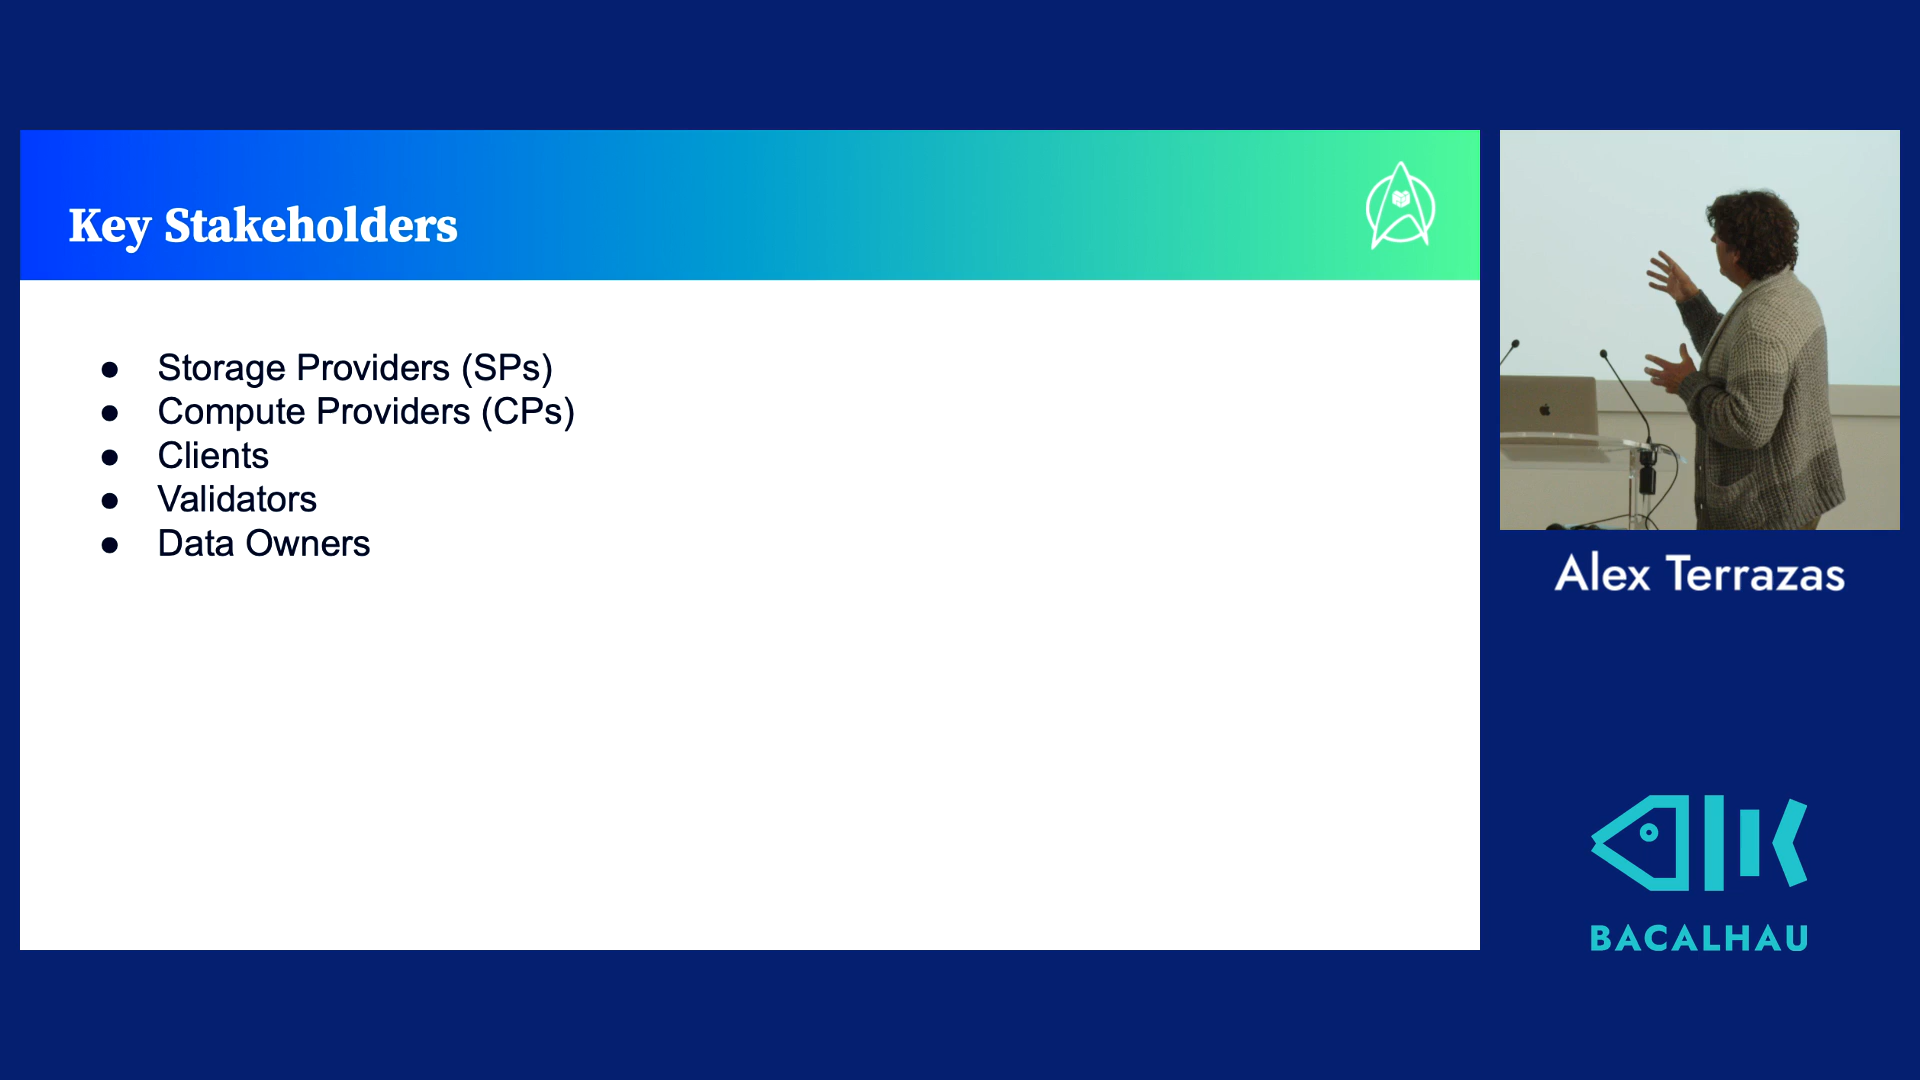 Key Stakeholders
● Storage Providers (SPs)
● Compute Providers (CPs)
● Clients
● Validators
● Data Owners
Alex Terrazas
BACALHAU